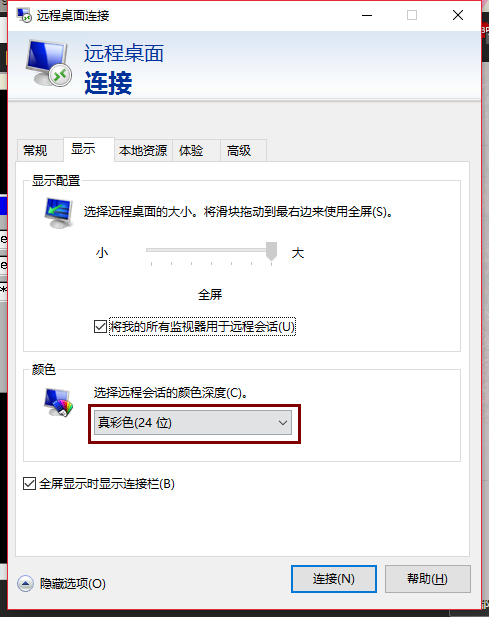 远程桌面连接
远程桌面
连接
常规 显示 本地资源 体验 高级
显示配置
选择远程桌面的大小。将滑块拖动到最右边来使用全屏(S)。
小 大
全屏
将我的所有监视器用于远程会话(U)
颜色
选择远程会话的颜色深度(C)。
真彩色(24 位)
全屏显示时显示连接栏(B)
隐藏选项(O) 连接(N) 帮助(H)